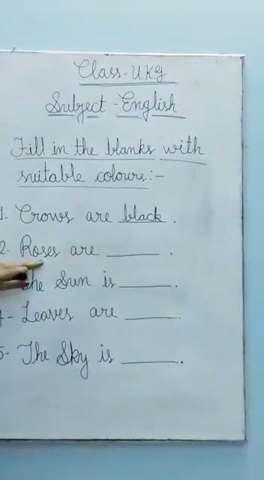 Class-UKG
Subject-English
Fill in the blanks with
suitable colours:-
1- Crows are black.
2- Roses are ______.
The Sun is ______.
4- Leaves are ______.
5- The Sky is ______.